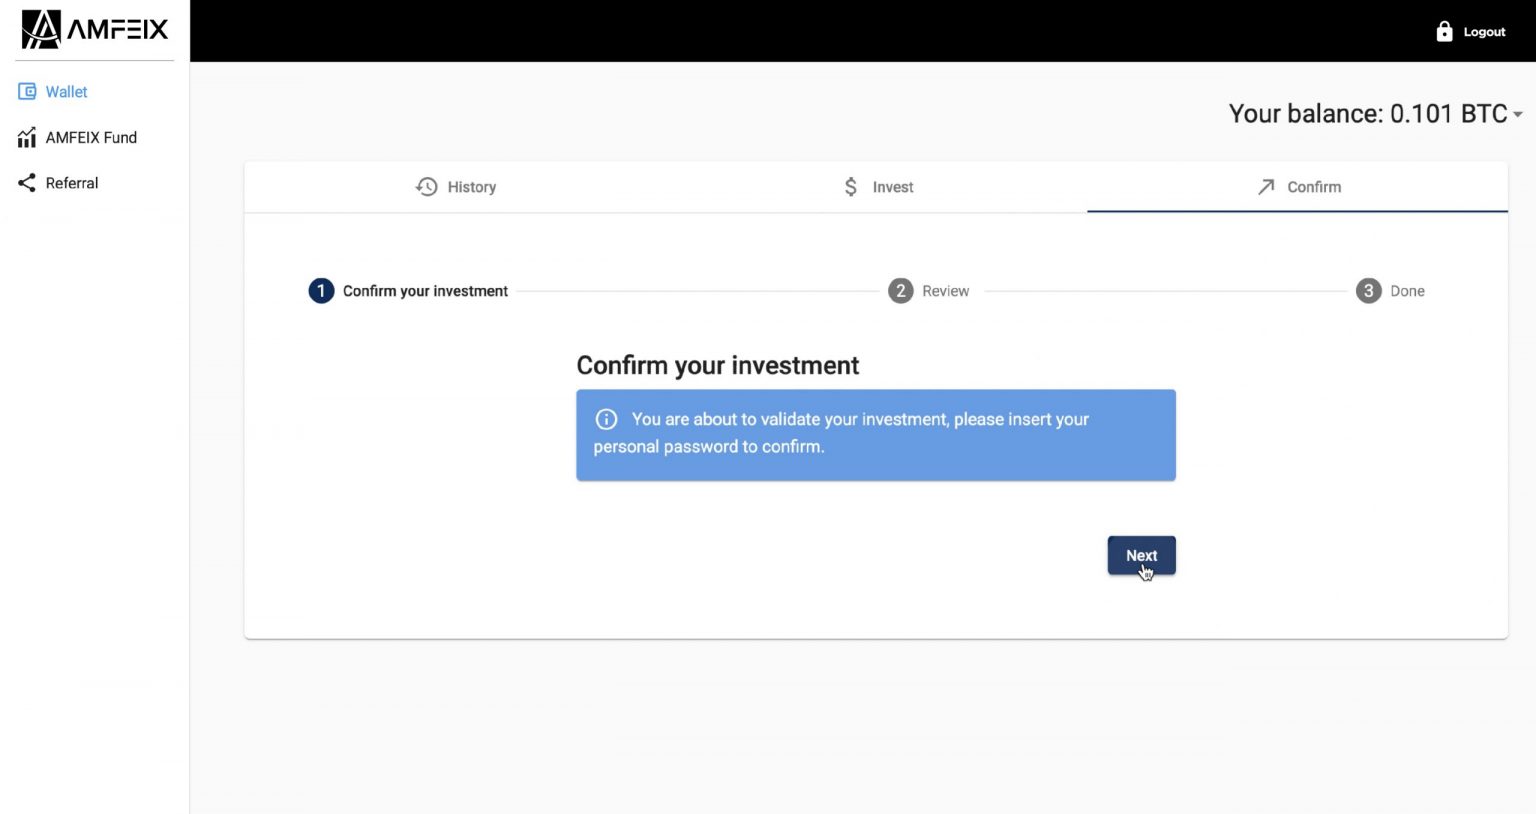 AMFEIX
Logout
Wallet
AMFEIX Fund
Referral
Your balance: 0.101 BTC
History
Invest
Confirm
1 Confirm your investment
2 Review
3 Done
Confirm your investment
You are about to validate your investment, please insert your
personal password to confirm.
Next